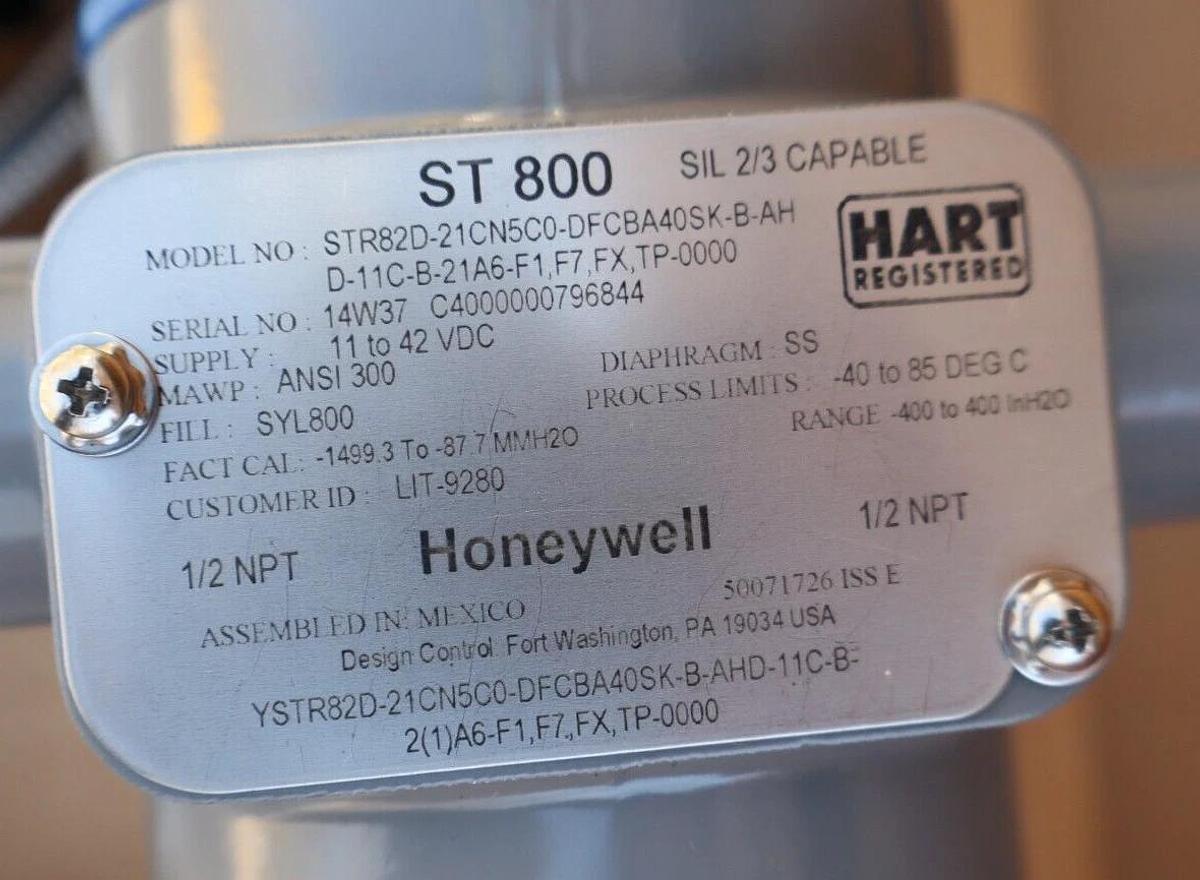 ST 800 SIL 2/3 CAPABLE
HART
REGISTERED
MODEL NO : STR82D-21CN5C0-DFCBA40SK-B-AH
D-11C-B-21A6-F1,F7,FX,TP-0000
SERIAL NO : 14W37 C4000000796844
SUPPLY : 11 to 42 VDC
DIAPHRAGM : SS
MAWP : ANSI 300
PROCESS LIMITS : -40 to 85 DEG C
FILL : SYL800
RANGE -400 to 400 InH2O
FACT CAL: -1499.3 To -87 7 MMH2O
CUSTOMER ID : LIT-9280
1/2 NPT Honeywell 1/2 NPT
50071726 ISS E
ASSEMBLED IN: MEXICO
Design Control: Fort Washington, PA 19034 USA
YSTR82D-21CN5C0-DFCBA40SK-B-AHD-11C-B-
2(1)A6-F1,F7.,FX,TP-0000